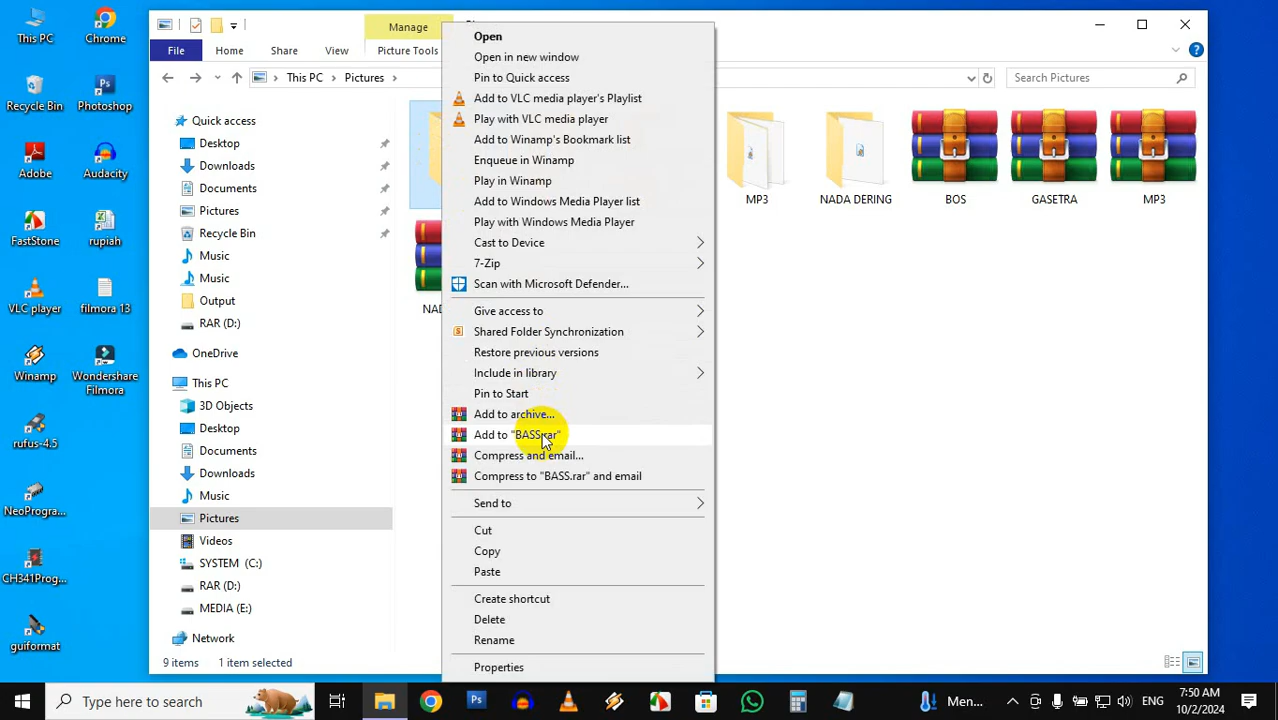 This PC
Chrome
Recycle Bin
Photoshop
Adobe
Audacity
FastStone
rupiah
VLC player
filmora 13
Winamp
Wondershare
Filmora
rufus-4.5
NeoProgra...
CH341Prog...
guiformat
Manage
File
Home
Share
View
Picture Tools
This PC
Pictures
Search Pictures
Quick access
Desktop
Downloads
Documents
Pictures
Recycle Bin
Music
Music
Output
RAR (D:)
OneDrive
This PC
3D Objects
Desktop
Documents
Downloads
Music
Pictures
Videos
SYSTEM (C:)
RAR (D:)
MEDIA (E:)
Network
9 items
1 item selected
Open
Open in new window
Pin to Quick access
Add to VLC media player's Playlist
Play with VLC media player
Add to Winamp's Bookmark list
Enqueue in Winamp
Play in Winamp
Add to Windows Media Player list
Play with Windows Media Player
Cast to Device
7-Zip
Scan with Microsoft Defender...
Give access to
Shared Folder Synchronization
Restore previous versions
Include in library
Pin to Start
Add to archive...
Add to "BASS.rar"
Compress and email...
Compress to "BASS.rar" and email
Send to
Cut
Copy
Paste
Create shortcut
Delete
Rename
Properties
MP3
NADA DERING
BOS
GASETRA
MP3
Type here to search
Men...
ENG
7:50 AM
10/2/2024